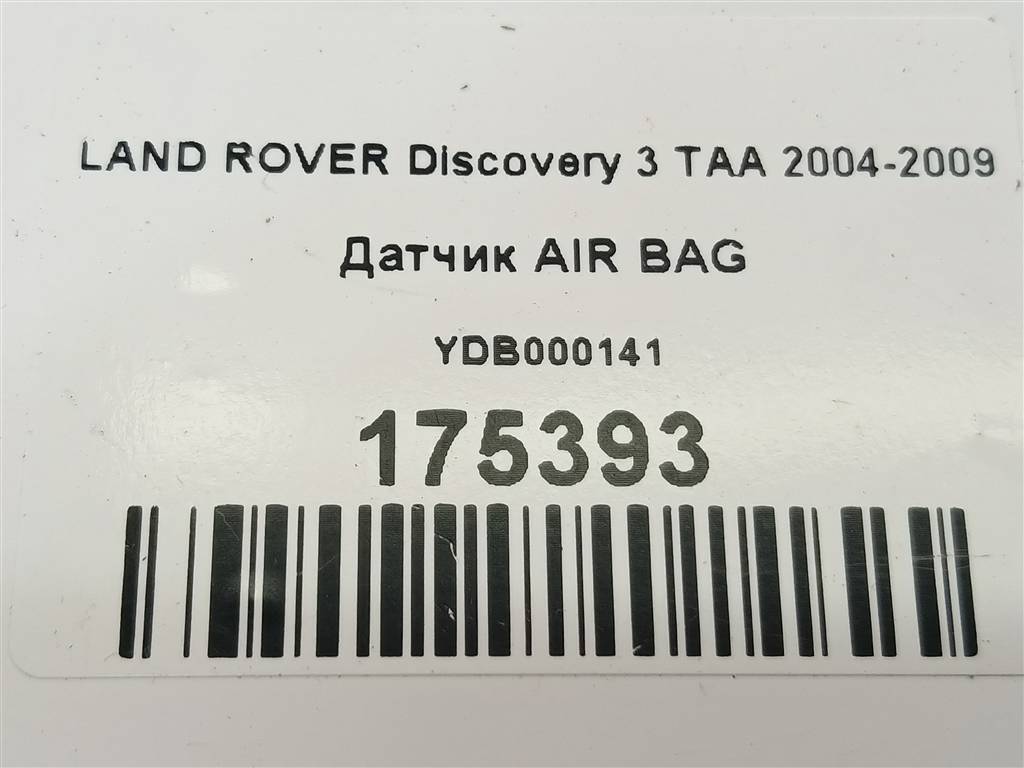 LAND ROVER Discovery 3 TAA 2004-2009
Датчик AIR BAG
YDB000141
175393